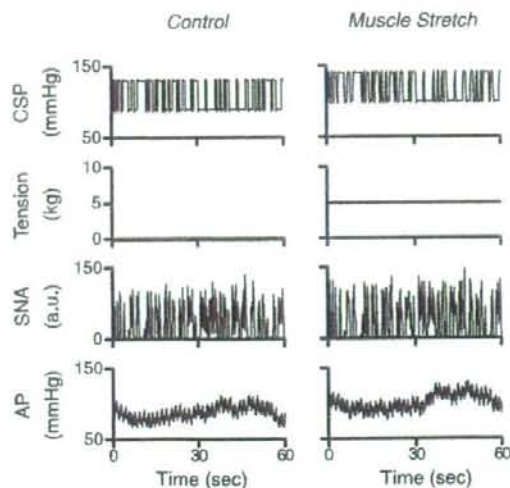 Control Muscle Stretch
CSP
(mmHg)
150
50
Tension
(kg)
10
5
0
SNA
(a.u.)
150
0
AP
(mmHg)
150
50
0 30 60 0 30 60
Time (sec) Time (sec)